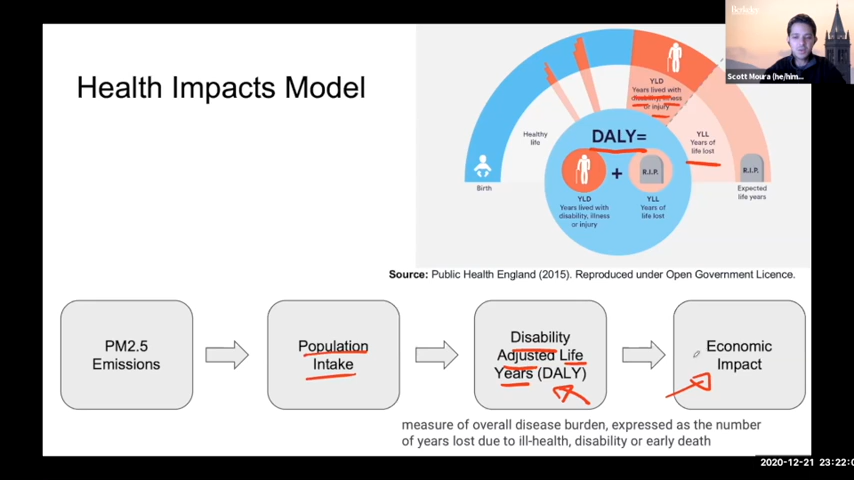 Health Impacts Model
Berkeley
Scott Moura (he/him...
YLD
Years lived with
disability, illness
or injury
Healthy
life
DALY=
YLL
Years of
life lost
Birth
+
R.I.P.
R.I.P.
Expected
life years
YLD
Years lived with
disability, illness
or injury
YLL
Years of
life lost
Source: Public Health England (2015). Reproduced under Open Government Licence.
PM2.5
Emissions
Population
Intake
Disability
Adjusted Life
Years (DALY)
Economic
Impact
measure of overall disease burden, expressed as the number
of years lost due to ill-health, disability or early death
2020-12-21 23:22:0